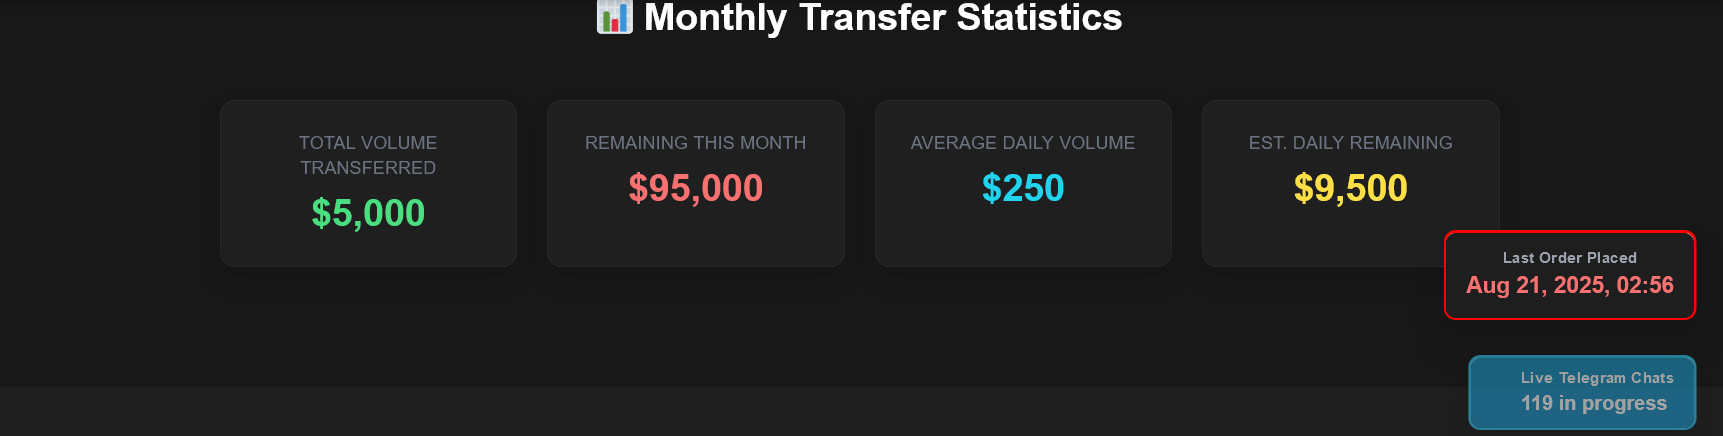 Monthly Transfer Statistics
TOTAL VOLUME
TRANSFERRED
$5,000
REMAINING THIS MONTH
$95,000
AVERAGE DAILY VOLUME
$250
EST. DAILY REMAINING
$9,500
Last Order Placed
Aug 21, 2025, 02:56
Live Telegram Chats
119 in progress